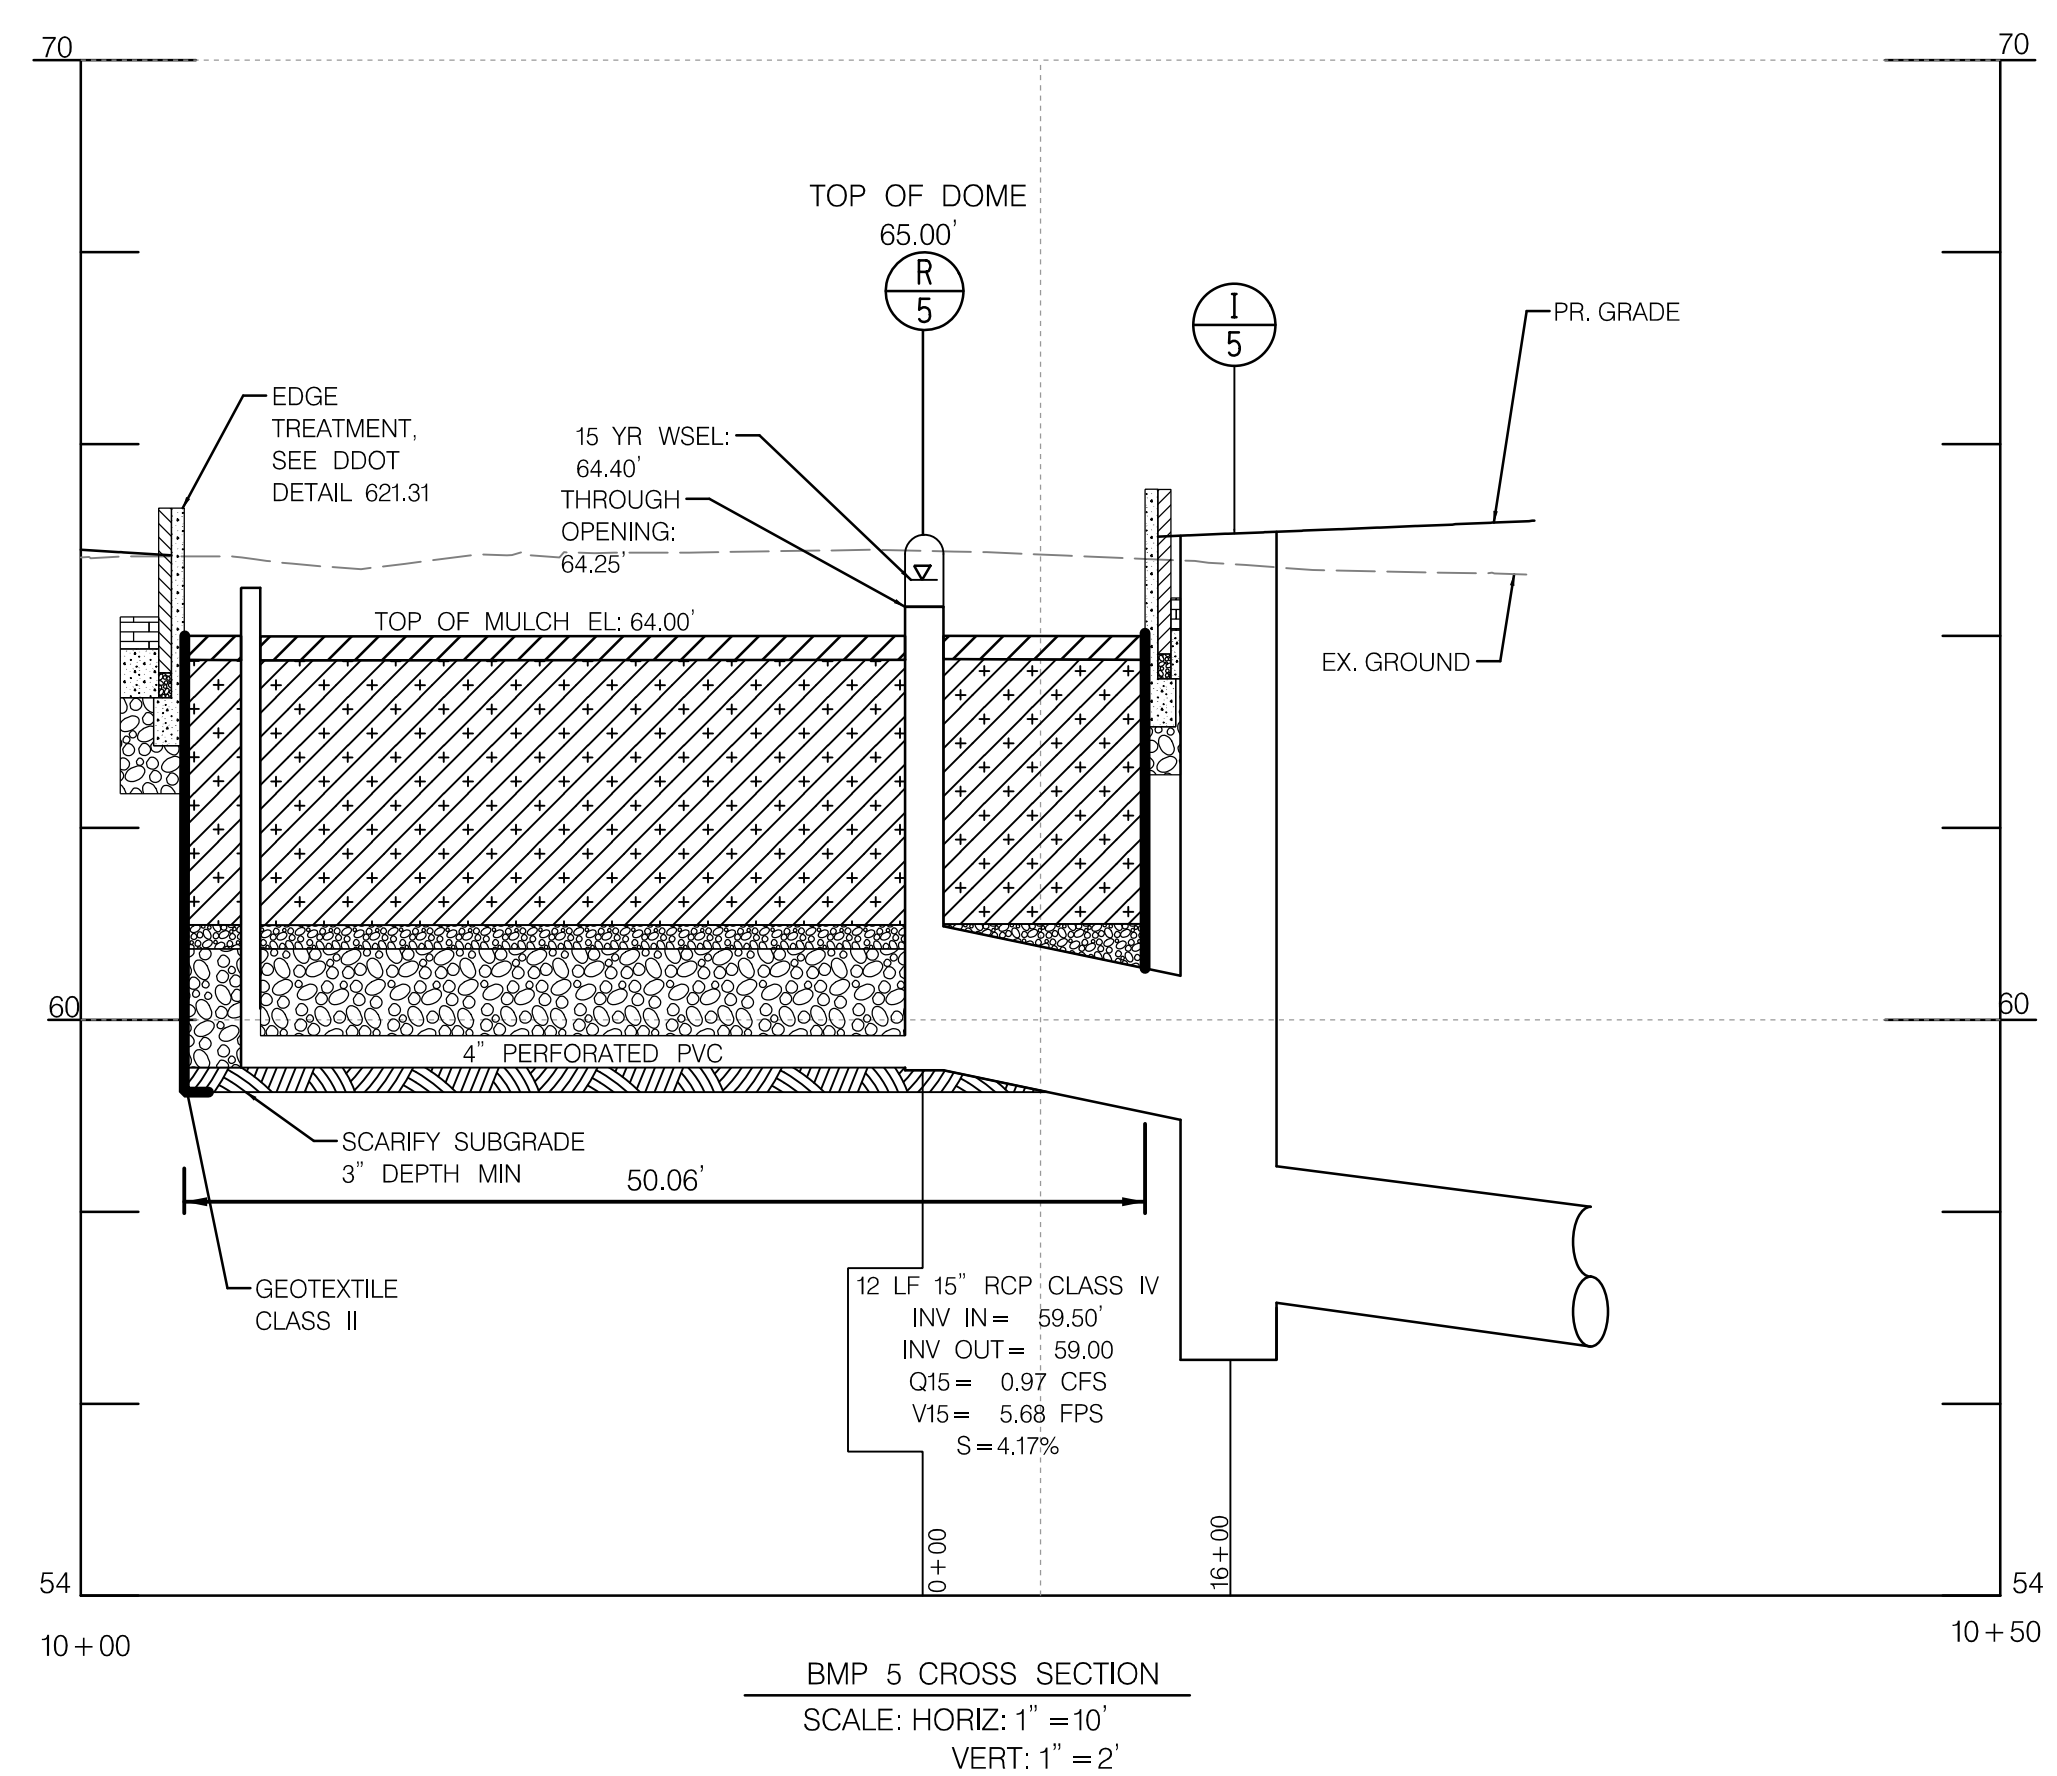 70
70
TOP OF DOME
65.00'
R
5
I
5
PR. GRADE
EDGE
TREATMENT,
SEE DDOT
DETAIL 621.31
15 YR WSEL:
64.40'
THROUGH
OPENING:
64.25'
TOP OF MULCH EL: 64.00'
EX. GROUND
60
60
4" PERFORATED PVC
SCARIFY SUBGRADE
3" DEPTH MIN
50.06'
GEOTEXTILE
CLASS II
12 LF 15" RCP CLASS IV
INV IN= 59.50'
INV OUT= 59.00
Q15= 0.97 CFS
V15= 5.68 FPS
S=4.17%
0+00
16+00
54
54
10+00
10+50
BMP 5 CROSS SECTION
SCALE: HORIZ: 1"=10'
VERT: 1"=2'